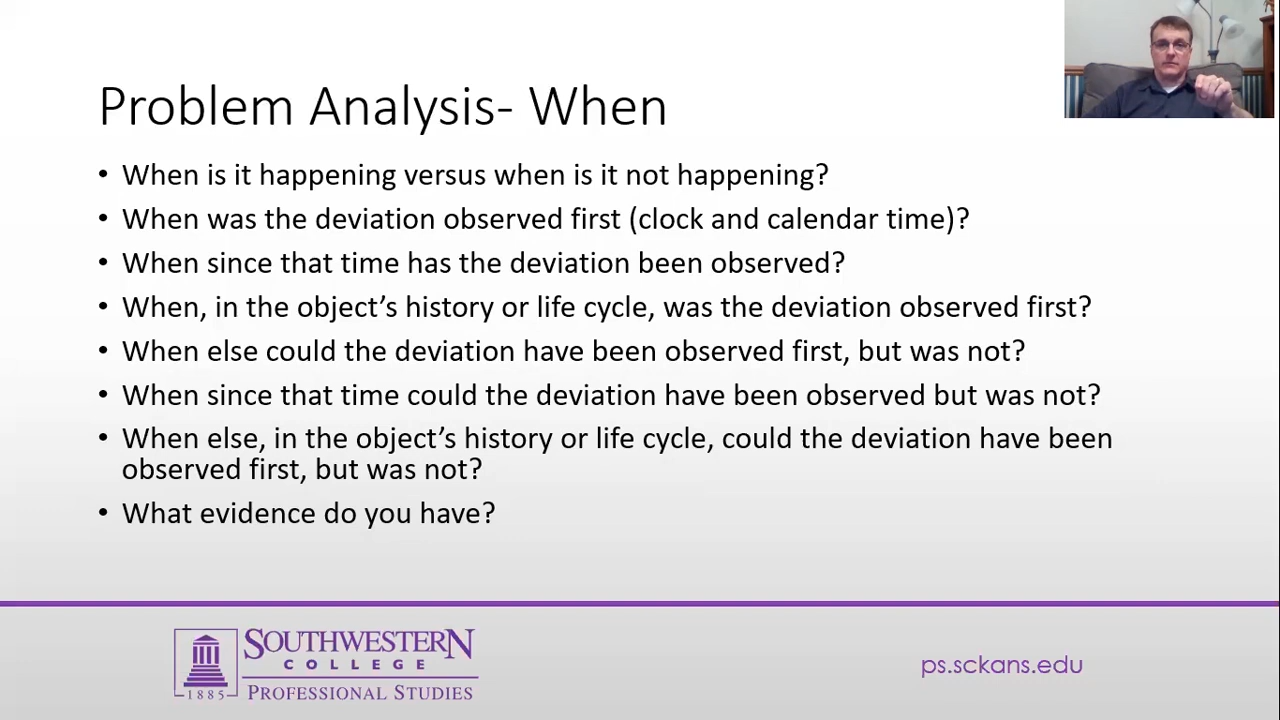 Problem Analysis- When
• When is it happening versus when is it not happening?
• When was the deviation observed first (clock and calendar time)?
• When since that time has the deviation been observed?
• When, in the object’s history or life cycle, was the deviation observed first?
• When else could the deviation have been observed first, but was not?
• When since that time could the deviation have been observed but was not?
• When else, in the object’s history or life cycle, could the deviation have been
observed first, but was not?
• What evidence do you have?
SOUTHWESTERN
COLLEGE
1885
PROFESSIONAL STUDIES
ps.sckans.edu